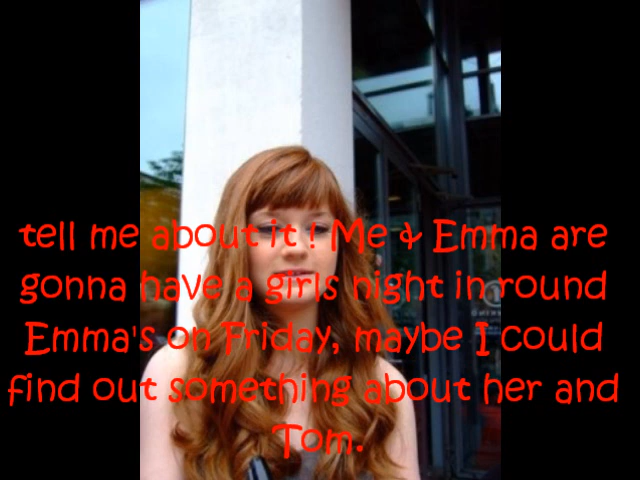 tell me about it ! Me & Emma are
gonna have a girls night in round
Emma's on Friday, maybe I could
find out something about her and
Tom.